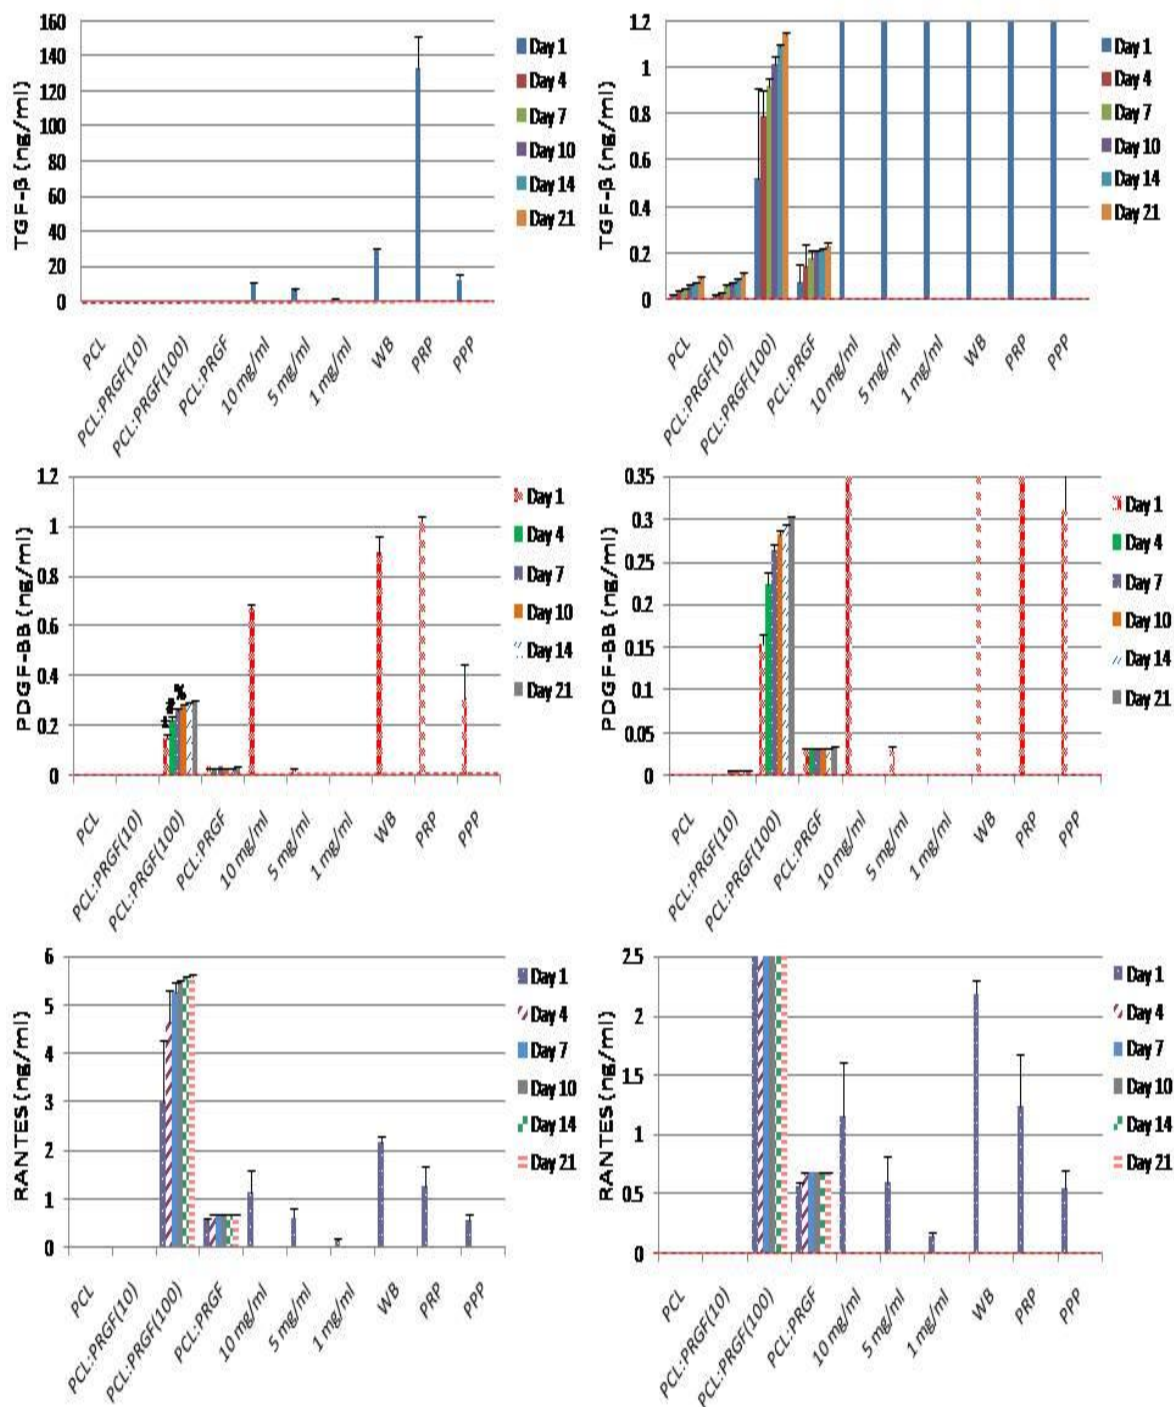 TGF-β (ng/ml)
160
140
120
100
80
60
40
20
0
Day 1
Day 4
Day 7
Day 10
Day 14
Day 21
PCL
PCL:PRGF(10)
PCL:PRGF(100)
PCL:PRGF
10 mg/ml
5 mg/ml
1 mg/ml
WB
PRP
PPP
TGF-β (ng/ml)
1.2
1
0.8
0.6
0.4
0.2
0
Day 1
Day 4
Day 7
Day 10
Day 14
Day 21
PCL
PCL:PRGF(10)
PCL:PRGF(100)
PCL:PRGF
10 mg/ml
5 mg/ml
1 mg/ml
WB
PRP
PPP
PDGF-BB (ng/ml)
1.2
1
0.8
0.6
0.4
0.2
0
#
%
Day 1
Day 4
Day 7
Day 10
Day 14
Day 21
PCL
PCL:PRGF(10)
PCL:PRGF(100)
PCL:PRGF
10 mg/ml
5 mg/ml
1 mg/ml
WB
PRP
PPP
PDGF-BB (ng/ml)
0.35
0.3
0.25
0.2
0.15
0.1
0.05
0
Day 1
Day 4
Day 7
Day 10
Day 14
Day 21
PCL
PCL:PRGF(10)
PCL:PRGF(100)
PCL:PRGF
10 mg/ml
5 mg/ml
1 mg/ml
WB
PRP
PPP
RANTES (ng/ml)
6
5
4
3
2
1
0
Day 1
Day 4
Day 7
Day 10
Day 14
Day 21
PCL
PCL:PRGF(10)
PCL:PRGF(100)
PCL:PRGF
10 mg/ml
5 mg/ml
1 mg/ml
WB
PRP
PPP
RANTES (ng/ml)
2.5
2
1.5
1
0.5
0
Day 1
Day 4
Day 7
Day 10
Day 14
Day 21
PCL
PCL:PRGF(10)
PCL:PRGF(100)
PCL:PRGF
10 mg/ml
5 mg/ml
1 mg/ml
WB
PRP
PPP